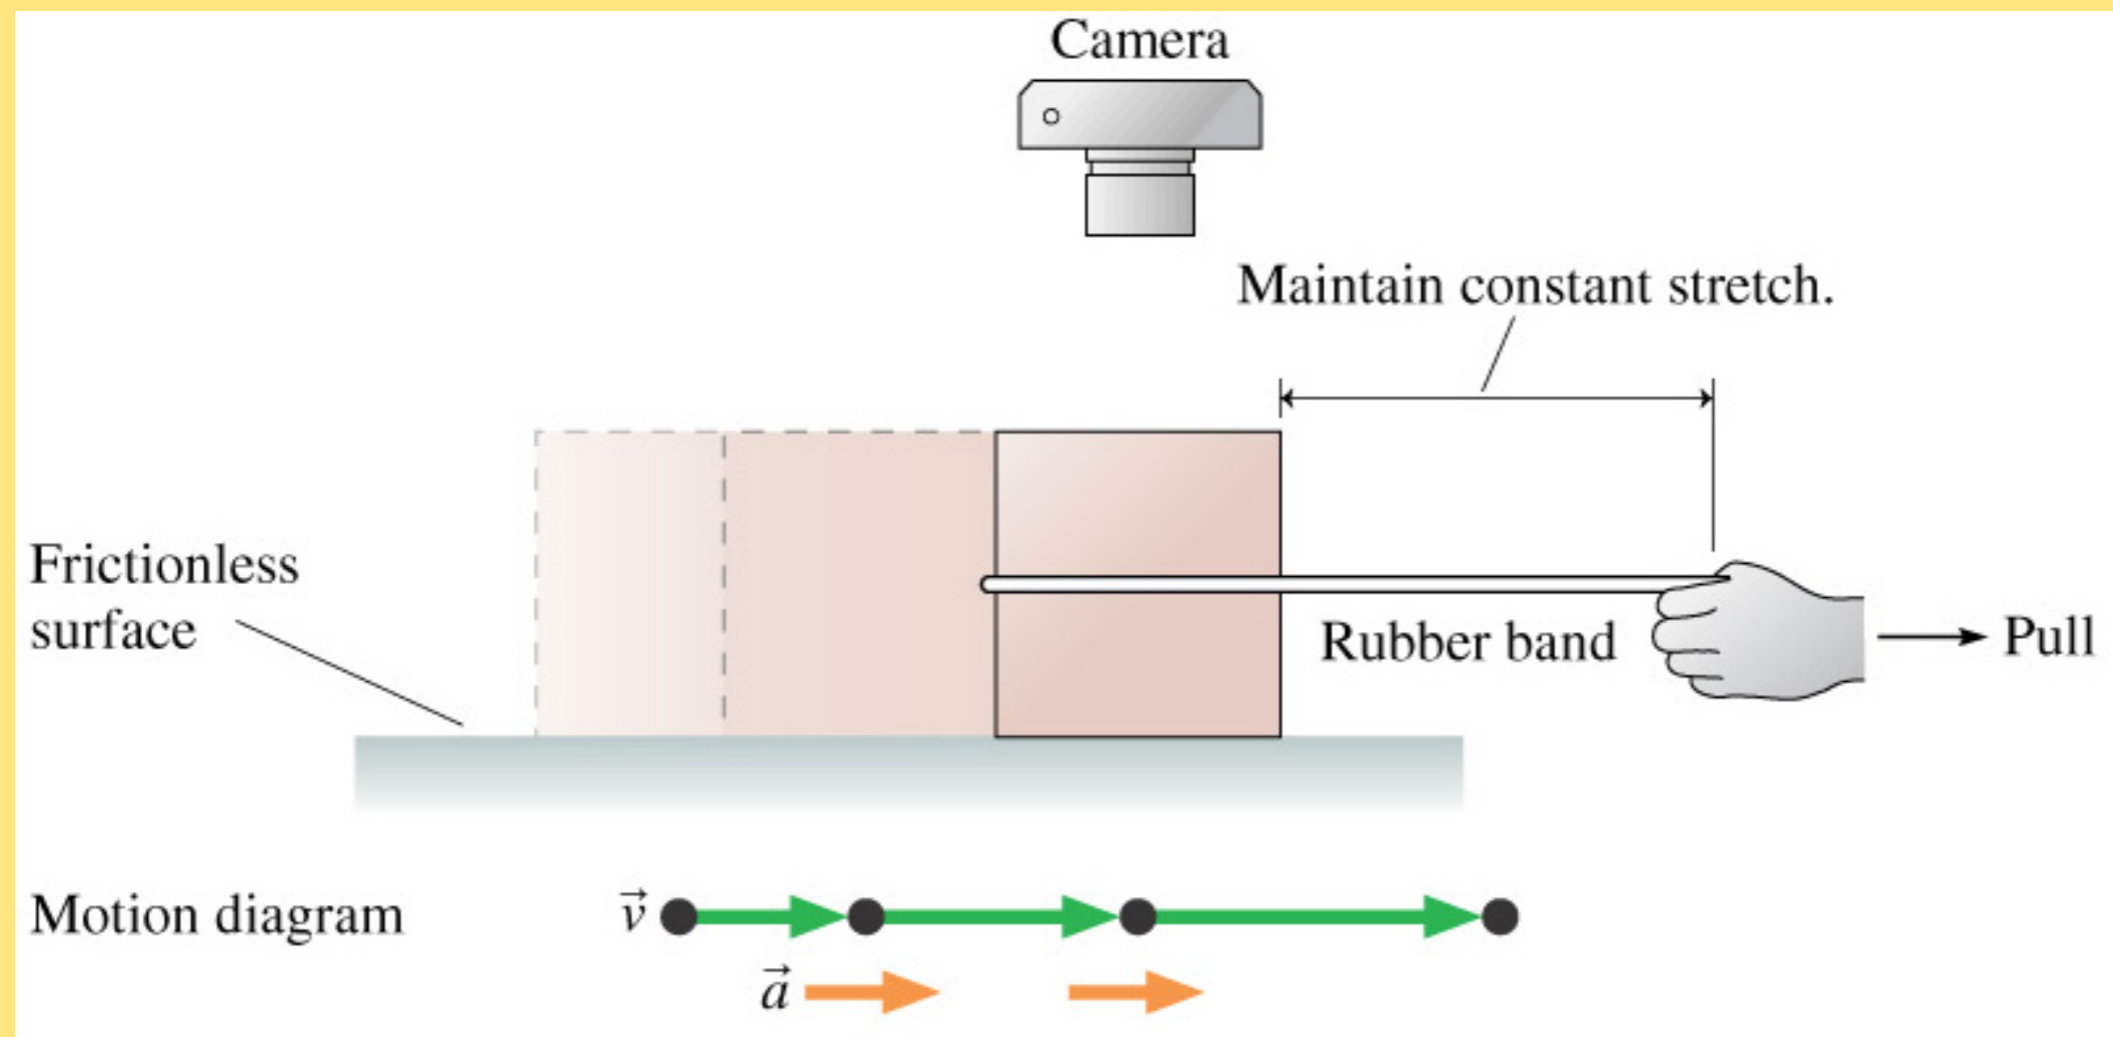 Camera
Maintain constant stretch.
Frictionless
surface
Rubber band
Pull
Motion diagram
v⃗
a⃗